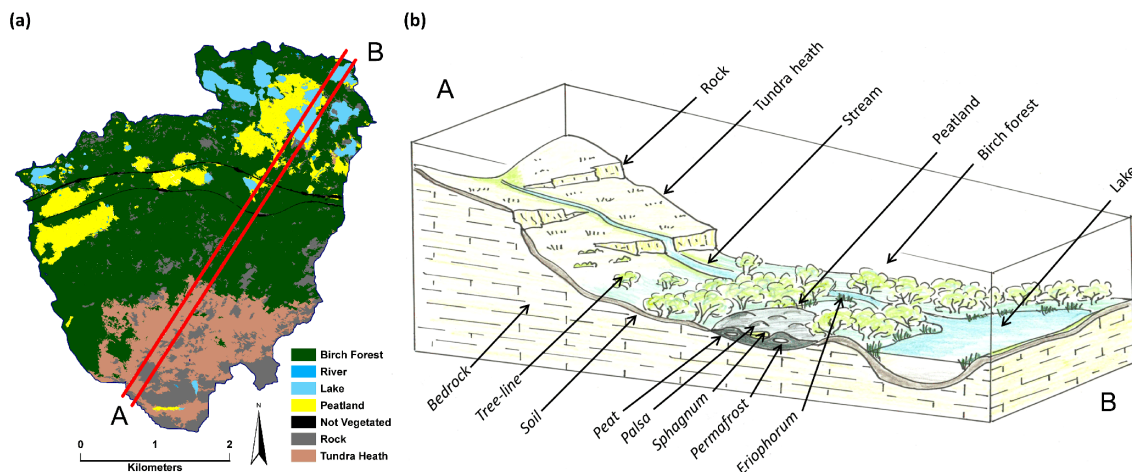 (a)
B
A
Birch Forest
River
Lake
Peatland
Not Vegetated
Rock
Tundra Heath
N
0 1 2
Kilometers
(b)
A
Rock
Tundra heath
Stream
Peatland
Birch forest
Lake
Bedrock
Tree-line
Soil
Peat
Palsa
Sphagnum
Permafrost
Eriophorum
B